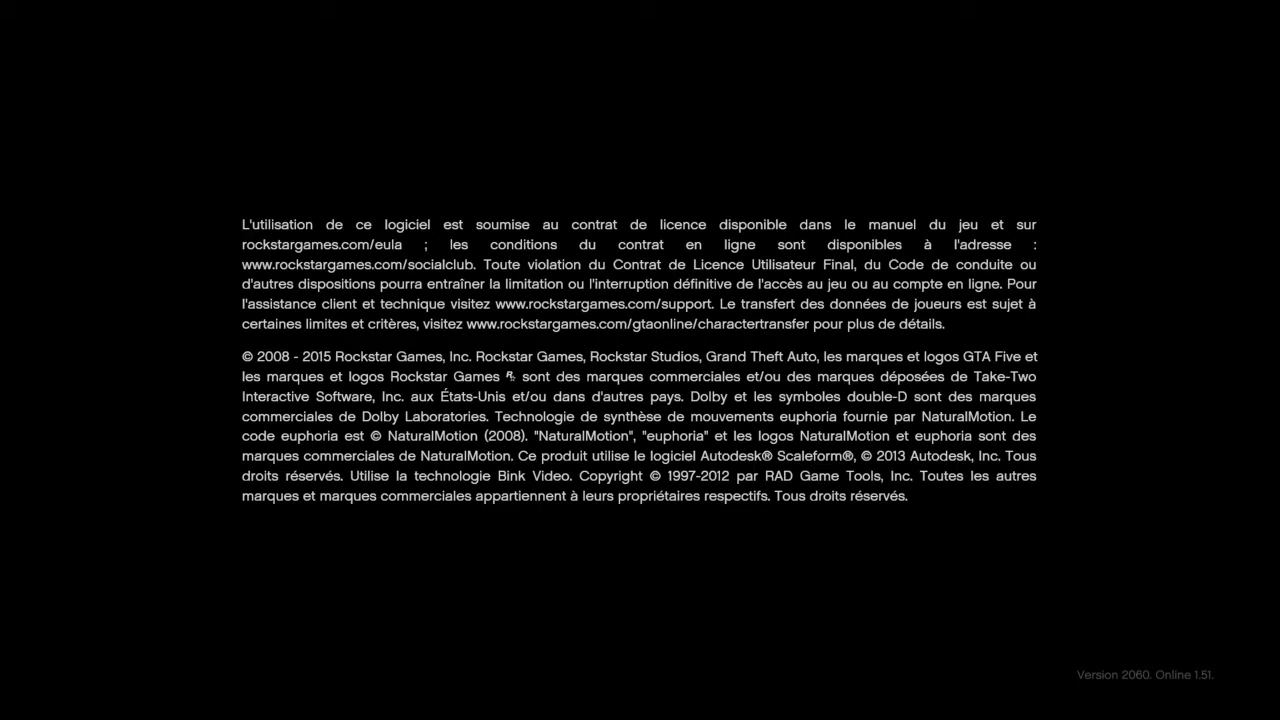 L'utilisation de ce logiciel est soumise au contrat de licence disponible dans le manuel du jeu et sur
rockstargames.com/eula ; les conditions du contrat en ligne sont disponibles à l'adresse :
www.rockstargames.com/socialclub. Toute violation du Contrat de Licence Utilisateur Final, du Code de conduite ou
d'autres dispositions pourra entraîner la limitation ou l'interruption définitive de l'accès au jeu ou au compte en ligne. Pour
l'assistance client et technique visitez www.rockstargames.com/support. Le transfert des données de joueurs est sujet à
certaines limites et critères, visitez www.rockstargames.com/gtaonline/charactertransfer pour plus de détails.
© 2008 - 2015 Rockstar Games, Inc. Rockstar Games, Rockstar Studios, Grand Theft Auto, les marques et logos GTA Five et
les marques et logos Rockstar Games R* sont des marques commerciales et/ou des marques déposées de Take-Two
Interactive Software, Inc. aux États-Unis et/ou dans d'autres pays. Dolby et les symboles double-D sont des marques
commerciales de Dolby Laboratories. Technologie de synthèse de mouvements euphoria fournie par NaturalMotion. Le
code euphoria est © NaturalMotion (2008). "NaturalMotion", "euphoria" et les logos NaturalMotion et euphoria sont des
marques commerciales de NaturalMotion. Ce produit utilise le logiciel Autodesk® Scaleform®, © 2013 Autodesk, Inc. Tous
droits réservés. Utilise la technologie Bink Video. Copyright © 1997-2012 par RAD Game Tools, Inc. Toutes les autres
marques et marques commerciales appartiennent à leurs propriétaires respectifs. Tous droits réservés.
Version 2060. Online 1.51.